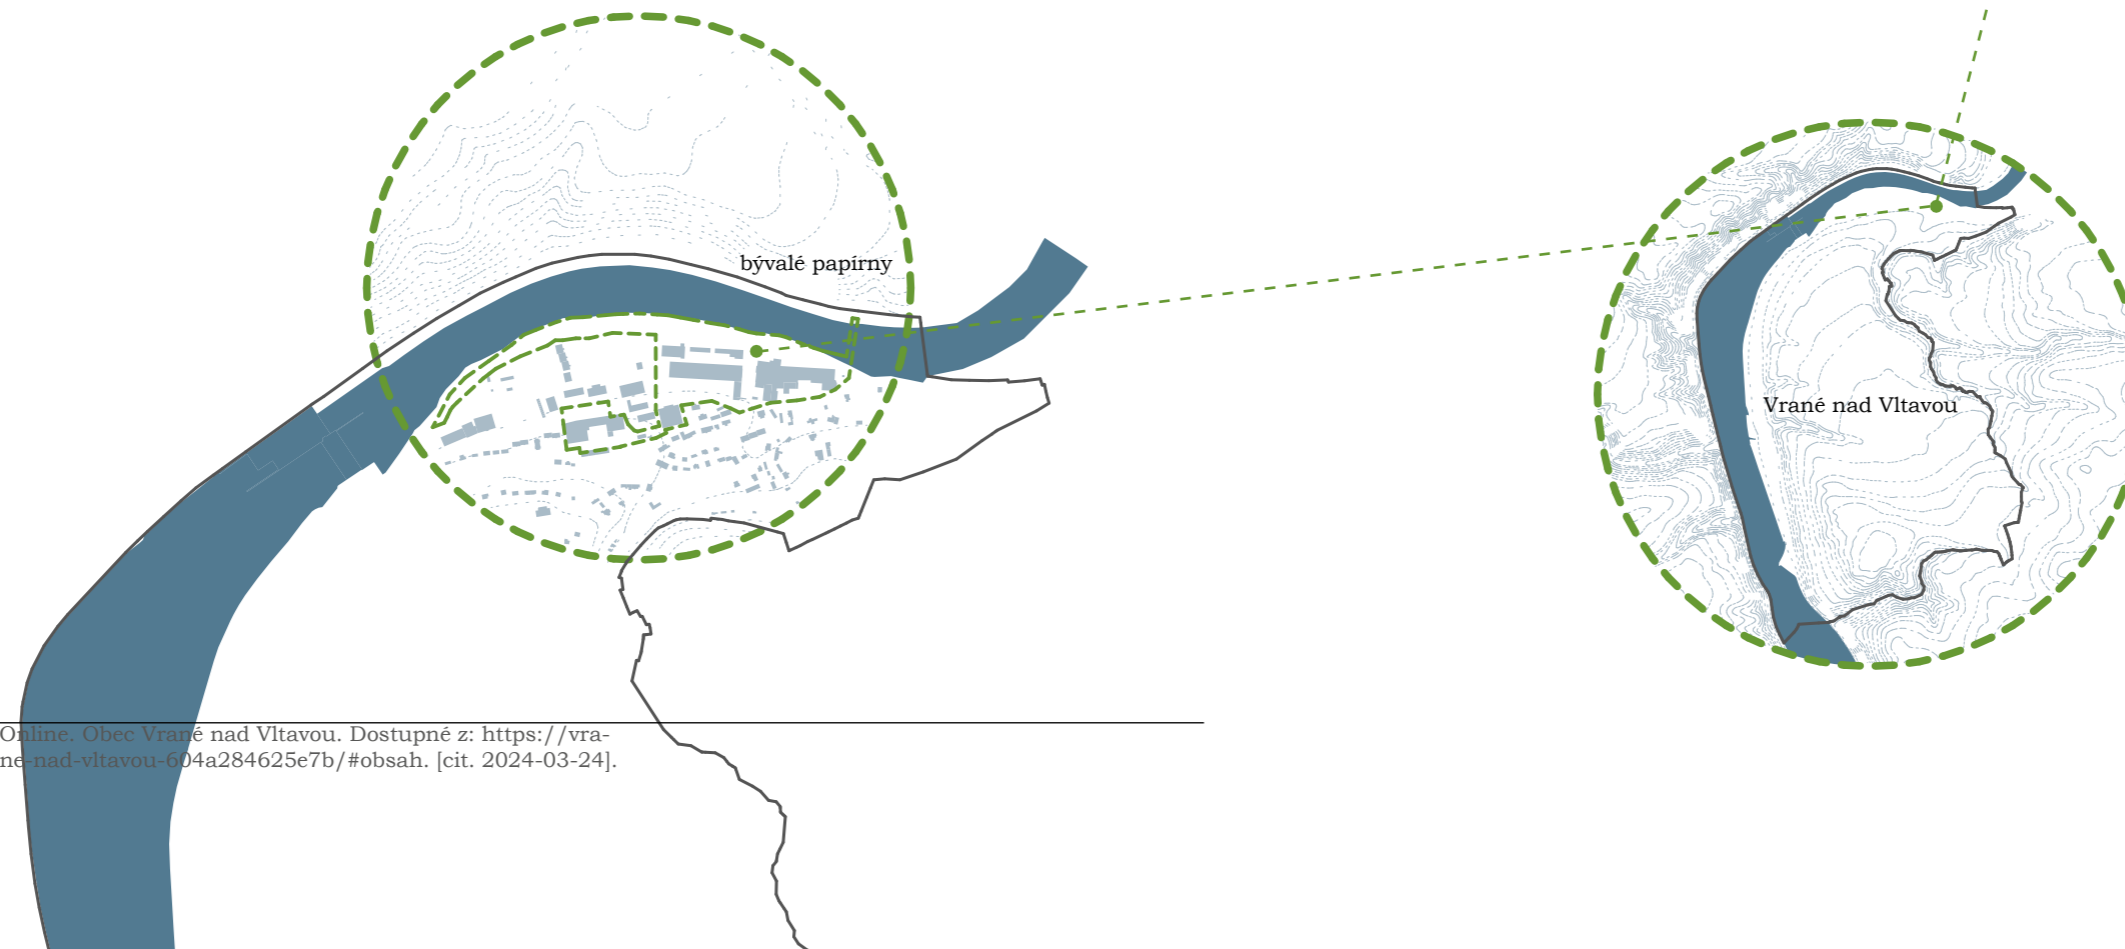 bývalé papírny
Vrané nad Vltavou
Online. Obec Vrané nad Vltavou. Dostupné z: https://vra-
ne-nad-vltavou-604a284625e7b/#obsah. [cit. 2024-03-24].